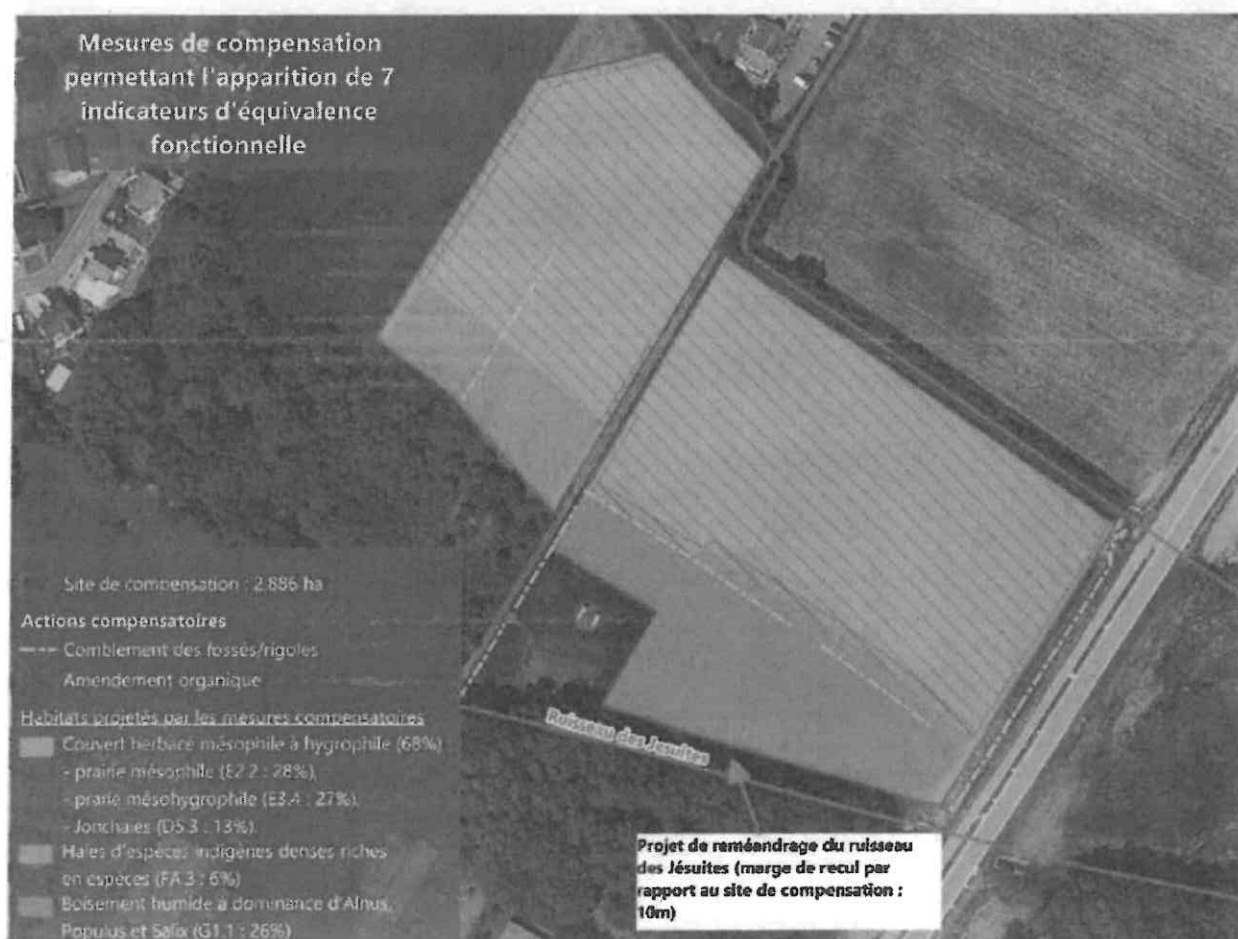 Mesures de compensation
permettant l'apparition de 7
indicateurs d'équivalence
fonctionnelle
Site de compensation : 2.886 ha
Actions compensatoires
Comblement des fossés/rigoles
Amendement organique
Habitats projetés par les mesures compensatoires
Couvert herbacé mésophile à hygrophile (68%)
- prairie mésophile (E2.2 : 28%),
- prarie mésohygrophile (E3.4 : 27%),
- Jonchaies (D5.3 : 13%)
Haies d'espèces indigènes denses riches
en espèces (FA.3 : 6%)
Boisement humide à dominance d'Alnus,
Populus et Salix (G1.1 : 26%)
Ruisseau des Jesuites
Projet de reméandrage du ruisseau
des Jésuites (marge de recul par
rapport au site de compensation :
10m)